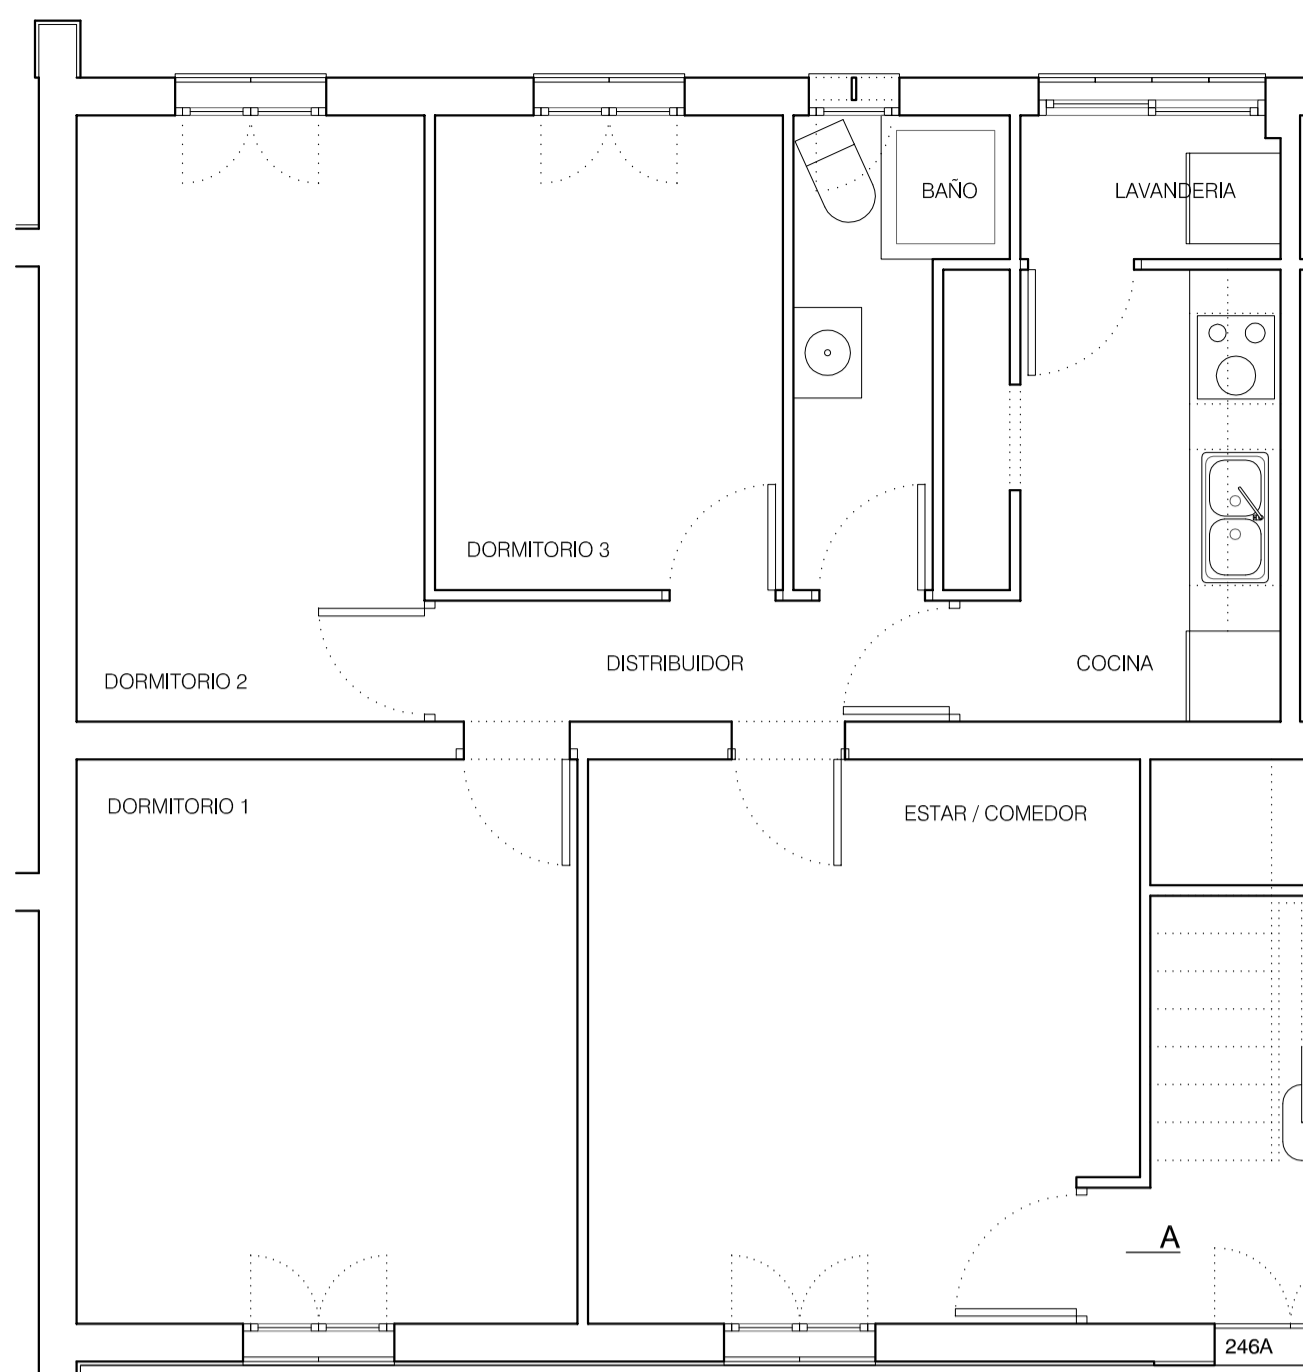 BAÑO
LAVANDERIA
DORMITORIO 3
DORMITORIO 2
DISTRIBUIDOR
COCINA
DORMITORIO 1
ESTAR / COMEDOR
A
246A